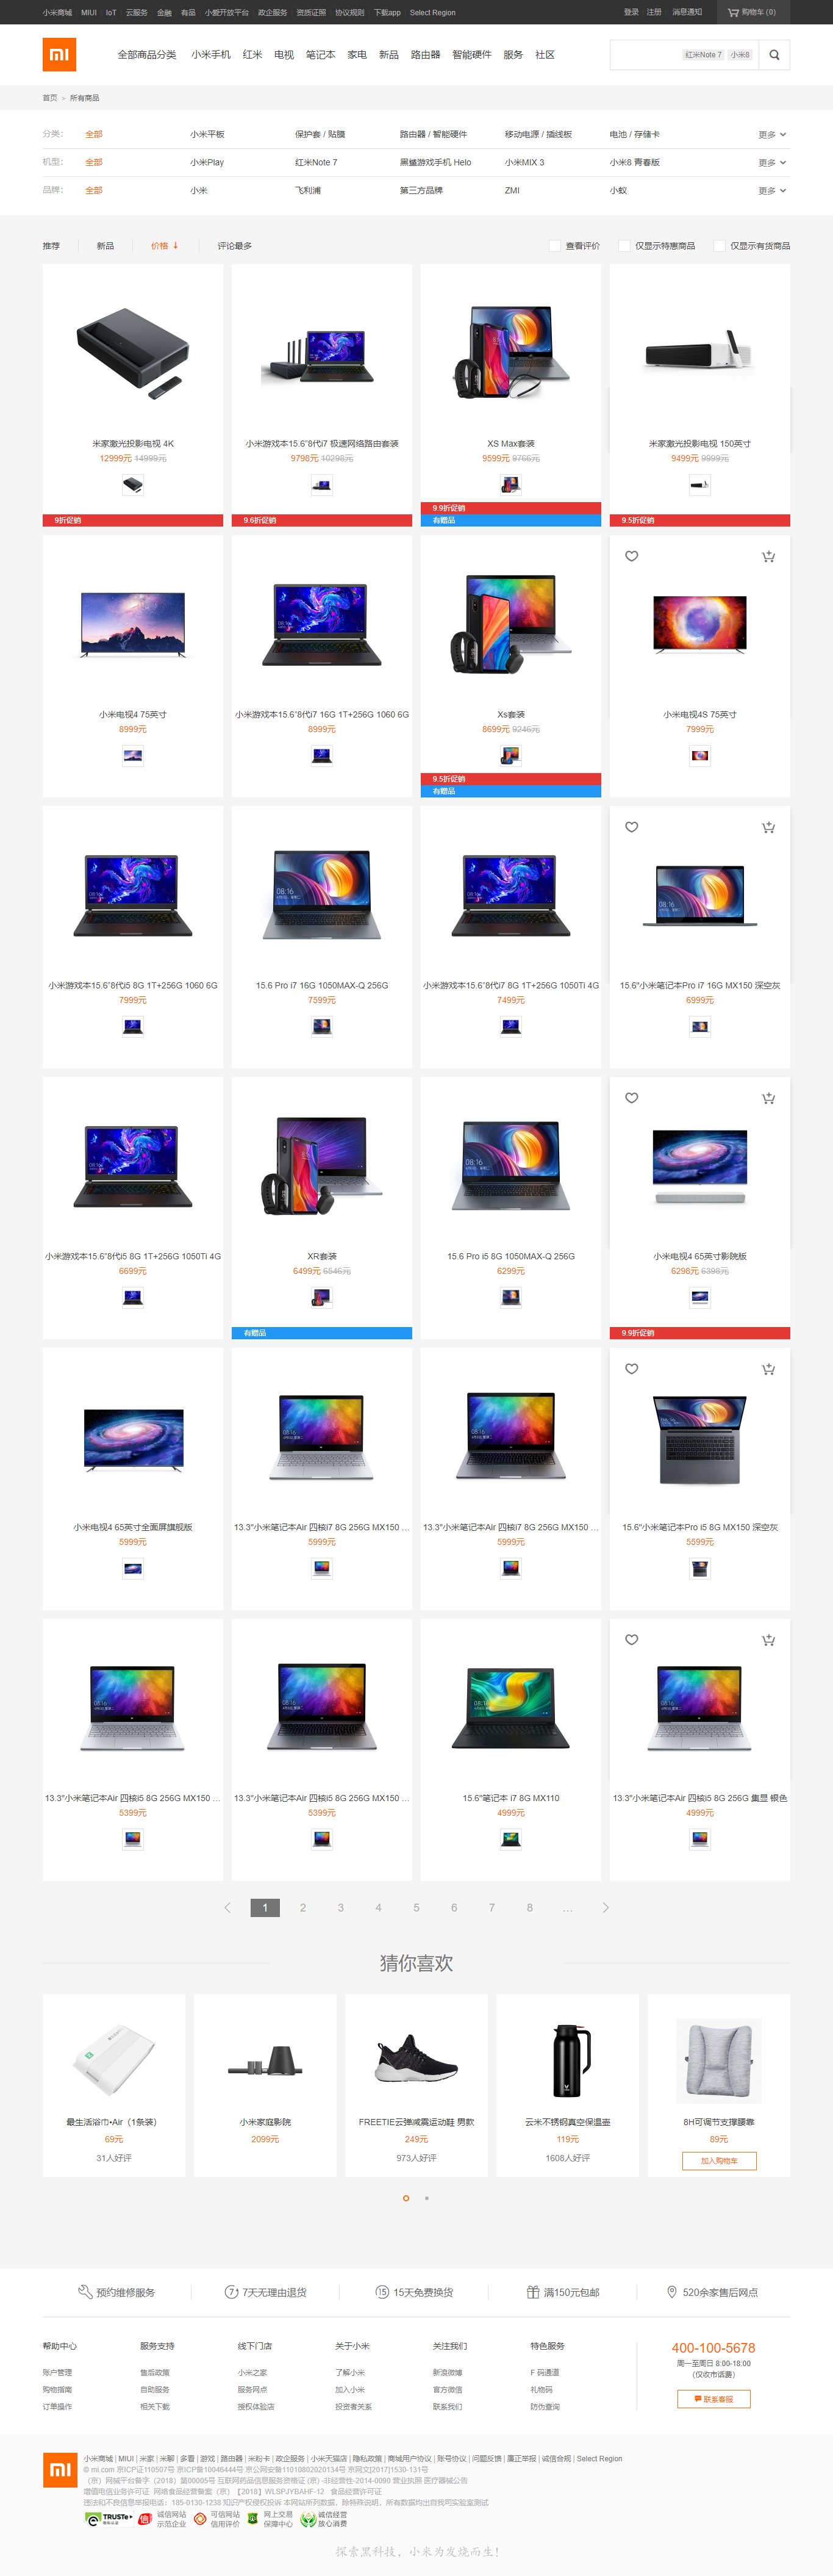 小米商城 MIUI IoT 云服务 金融 有品 小爱开放平台 政企服务 资质证照 协议规则 下载app Select Region
登录 注册 消息通知 购物车 (0)
mi 全部商品分类 小米手机 红米 电视 笔记本 家电 新品 路由器 智能硬件 服务 社区
红米Note 7 小米8
首页 > 所有商品
分类: 全部 小米平板 保护套 / 贴膜 路由器 / 智能硬件 移动电源 / 插线板 电池 / 存储卡 更多
机型: 全部 小米Play 红米Note 7 黑鲨游戏手机 Helo 小米MIX 3 小米8 青春版 更多
品牌: 全部 小米 飞利浦 第三方品牌 ZMI 小蚁 更多
推荐 新品 价格 ↓ 评论最多
查看评价 仅显示特惠商品 仅显示有货商品
米家激光投影电视 4K
12999元 14999元
9折促销
小米游戏本15.6"8代i7 极速网络路由套装
9798元 10298元
9.6折促销
XS Max套装
9599元 9766元
9.9折促销
有赠品
米家激光投影电视 150英寸
9499元 9999元
9.5折促销
小米电视4 75英寸
8999元
小米游戏本15.6"8代i7 16G 1T+256G 1060 6G
8999元
Xs套装
8699元 9246元
9.5折促销
有赠品
小米电视4S 75英寸
7999元
小米游戏本15.6"8代i5 8G 1T+256G 1060 6G
7999元
15.6 Pro i7 16G 1050MAX-Q 256G
7599元
小米游戏本15.6"8代i7 8G 1T+256G 1050Ti 4G
7499元
15.6"小米笔记本Pro i7 16G MX150 深空灰
6999元
小米游戏本15.6"8代i5 8G 1T+256G 1050Ti 4G
6699元
XR套装
6499元 6546元
有赠品
15.6 Pro i5 8G 1050MAX-Q 256G
6299元
小米电视4 65英寸影院版
6298元 6398元
9.9折促销
小米电视4 65英寸全面屏旗舰版
5999元
13.3"小米笔记本Air 四核i7 8G 256G MX150 ...
5999元
13.3"小米笔记本Air 四核i7 8G 256G MX150 ...
5999元
15.6"小米笔记本Pro i5 8G MX150 深空灰
5599元
13.3"小米笔记本Air 四核i5 8G 256G MX150 ...
5399元
13.3"小米笔记本Air 四核i5 8G 256G MX150 ...
5399元
15.6"笔记本 i7 8G MX110
4999元
13.3"小米笔记本Air 四核i5 8G 256G 集显 银色
4999元
1 2 3 4 5 6 7 8 ...
猜你喜欢
最生活浴巾•Air（1条装）
69元
31人好评
小米家庭影院
2099元
FREETIE云弹减震运动鞋 男款
249元
973人好评
云米不锈钢真空保温壶
119元
1608人好评
8H可调节支撑腰靠
89元
加入购物车
预约维修服务 7天无理由退货 15天免费换货 满150元包邮 520余家售后网点
帮助中心 服务支持 线下门店 关于小米 关注我们 特色服务
账户管理 售后政策 小米之家 了解小米 新浪微博 F 码通道
购物指南 自助服务 服务网点 加入小米 官方微信 礼物码
订单操作 相关下载 授权体验店 投资者关系 联系我们 防伪查询
400-100-5678
周一至周日 8:00-18:00
（仅收市话费）
联系客服
小米商城 | MIUI | 米家 | 米聊 | 多看 | 游戏 | 路由器 | 米粉卡 | 政企服务 | 小米天猫店 | 隐私政策 | 商城用户协议 | 账号协议 | 问题反馈 | 廉正举报 | 诚信合规 | Select Region
© mi.com 京ICP证110507号 京ICP备10046444号 京公网安备11010802020134号 京网文[2017]1530-131号
（京）网械平台备字（2018）第00005号 互联网药品信息服务资格证 (京) -非经营性-2014-0090 营业执照 医疗器械公告
增值电信业务许可证 网络食品经营备案（京）【2018】WLSPJYBAHF-12 食品经营许可证
违法和不良信息举报电话：185-0130-1238 知识产权侵权投诉 本网站所列数据，除特殊说明，所有数据均出自我司实验室测试
TRUSTe 诚信网站 示范企业 可信网站 信用评价 网上交易 保障中心 诚信经营 放心消费
探索黑科技，小米为发烧而生！